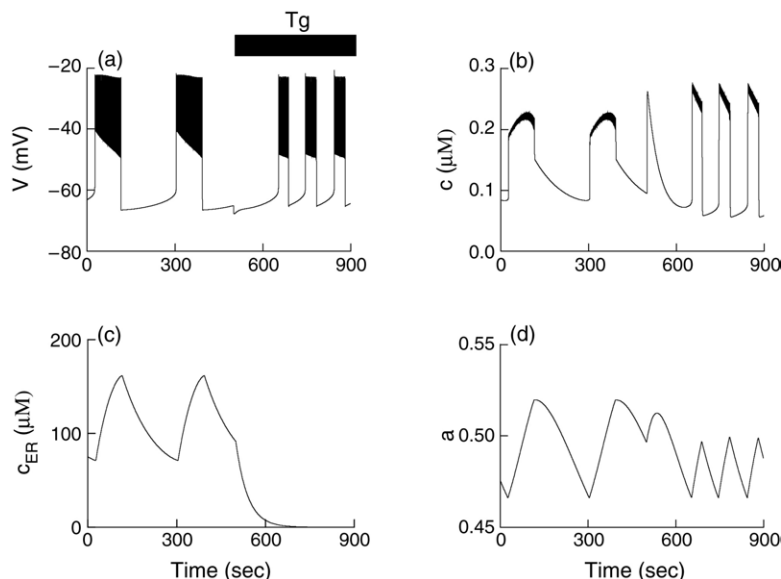 Tg
(a)
V (mV)
−20
−40
−60
−80
0 300 600 900
(b)
c (μM)
0.3
0.2
0.1
0.0
0 300 600 900
(c)
c_ER (μM)
200
100
0
0 300 600 900
Time (sec)
(d)
a
0.55
0.50
0.45
0 300 600 900
Time (sec)